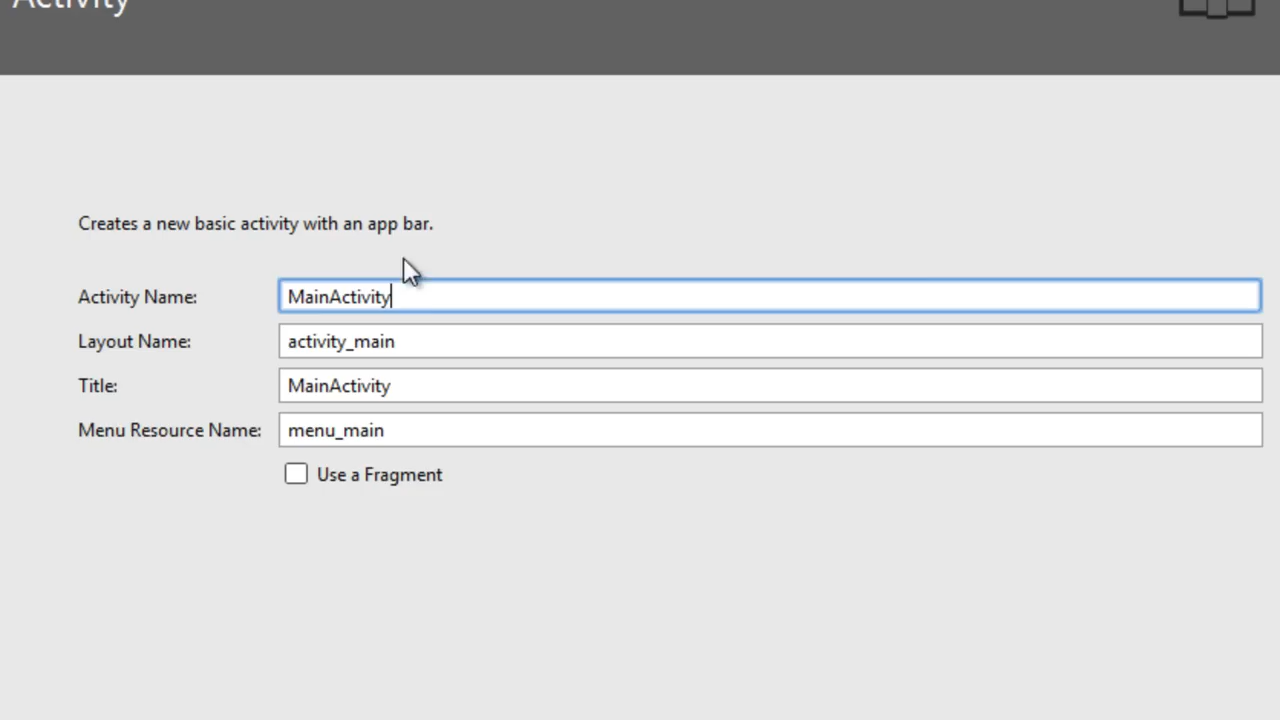 Activity
Creates a new basic activity with an app bar.
Activity Name: MainActivity
Layout Name: activity_main
Title: MainActivity
Menu Resource Name: menu_main
Use a Fragment